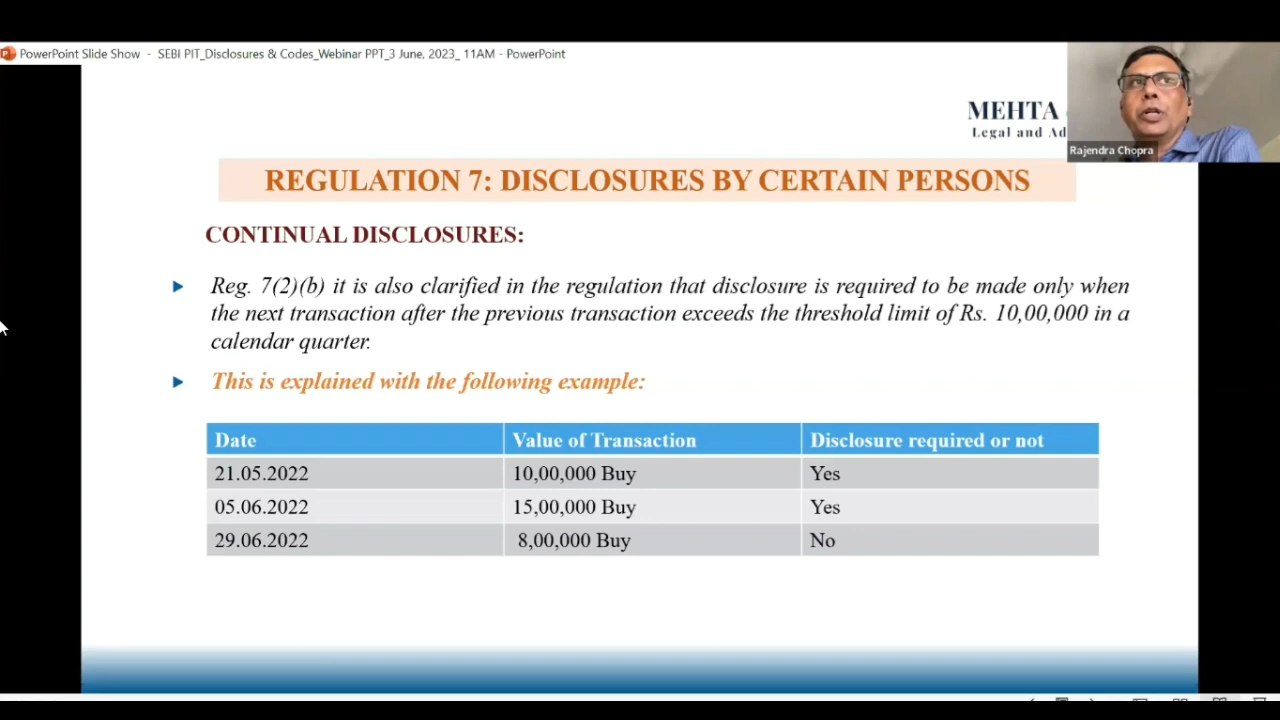 PowerPoint Slide Show - SEBI PIT_Disclosures & Codes_Webinar PPT_3 June, 2023_ 11AM - PowerPoint
MEHTA
Legal and Ad
Rajendra Chopra
REGULATION 7: DISCLOSURES BY CERTAIN PERSONS
CONTINUAL DISCLOSURES:
Reg. 7(2)(b) it is also clarified in the regulation that disclosure is required to be made only when
the next transaction after the previous transaction exceeds the threshold limit of Rs. 10,00,000 in a
calendar quarter.
This is explained with the following example:
Date Value of Transaction Disclosure required or not
21.05.2022 10,00,000 Buy Yes
05.06.2022 15,00,000 Buy Yes
29.06.2022 8,00,000 Buy No